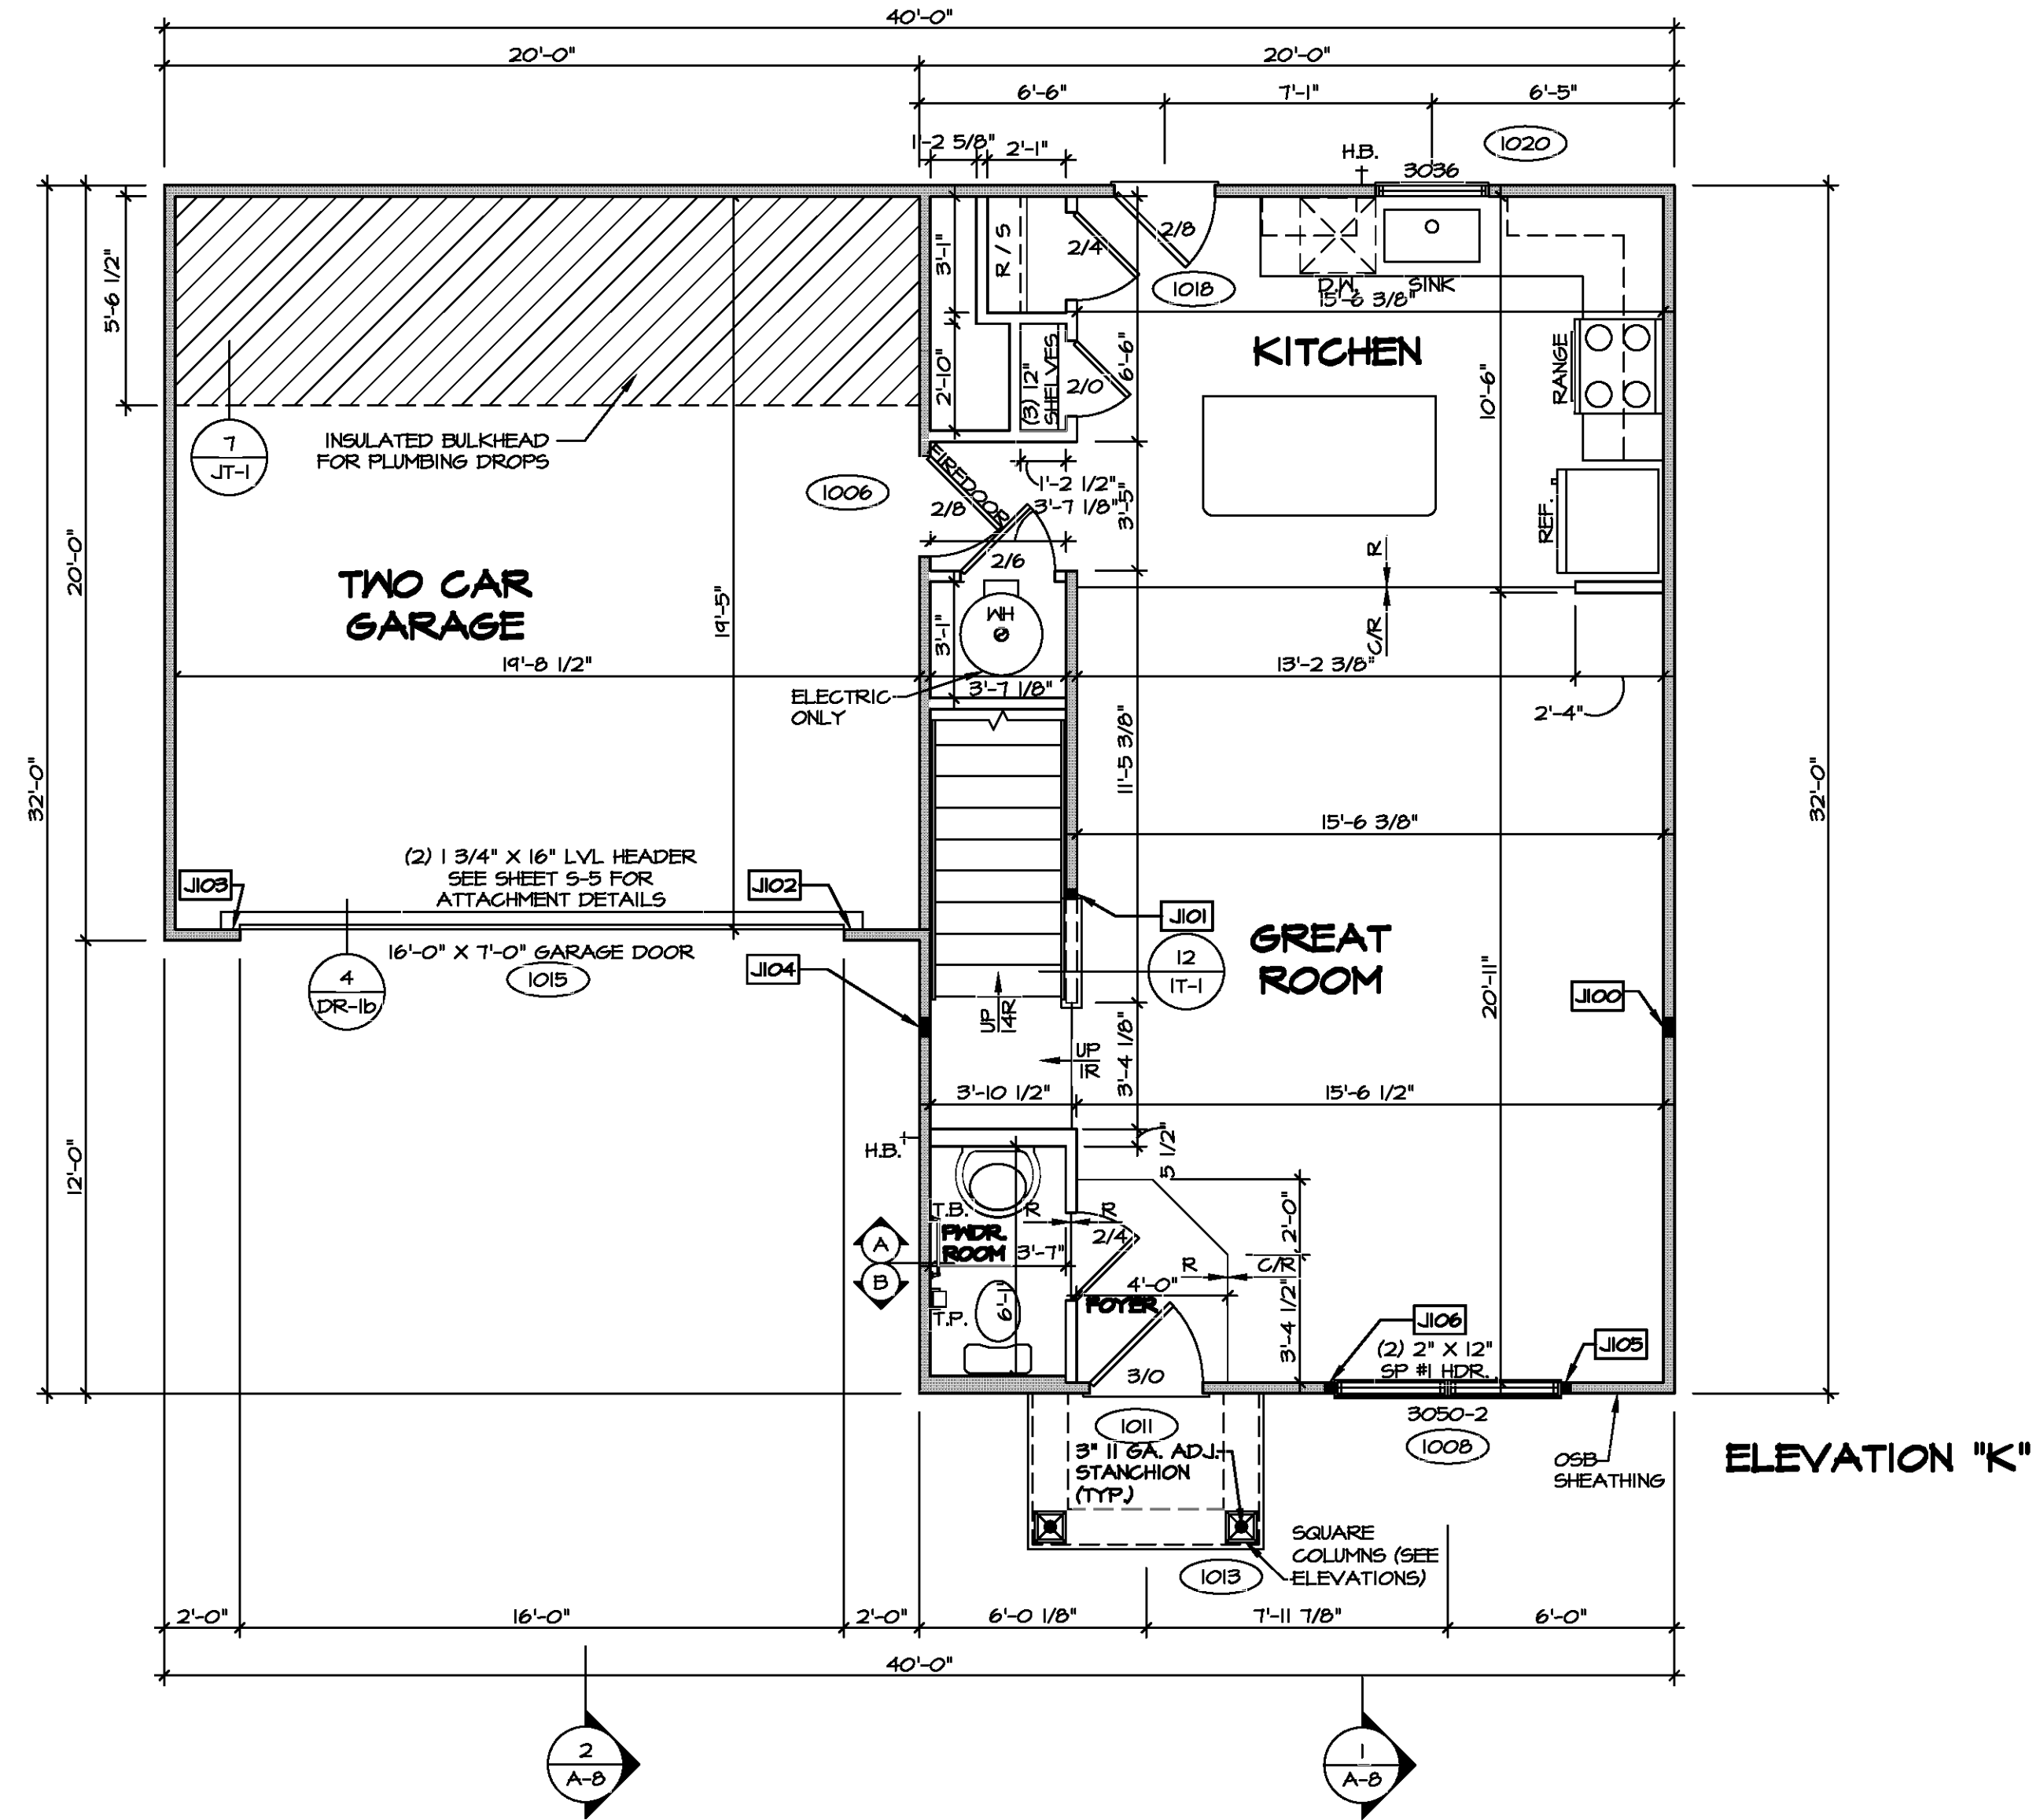 40'-0"
20'-0"
20'-0"
6'-6"
7'-1"
6'-5"
1'-2 5/8"
2'-1"
1020
H.B.
3036
R / S
2/4
2/8
1018
3'-1"
D.W.
SINK
15'-6 3/8"
5'-6 1/2"
KITCHEN
RANGE
2'-10"
(3) 12"
SHELVES
2/0
6'-6"
10'-6"
7
JT-1
INSULATED BULKHEAD
FOR PLUMBING DROPS
1006
FIREDOOR
2/8
1'-2 1/2"
3'-7 1/8"
3'-5"
REF.
R
C/R
2/6
20'-0"
TWO CAR
GARAGE
19'-5"
WH
3'-1"
19'-8 1/2"
3'-7 1/8"
13'-2 3/8"
2'-4"
ELECTRIC
ONLY
32'-0"
11'-5 3/8"
32'-0"
15'-6 3/8"
(2) 1 3/4" X 16" LVL HEADER
SEE SHEET S-5 FOR
ATTACHMENT DETAILS
J103
J102
J101
16'-0" X 7'-0" GARAGE DOOR
1015
4
DR-1b
J104
12
IT-1
GREAT
ROOM
20'-11"
J100
UP
14R
UP
1R
3'-4 1/8"
3'-10 1/2"
15'-6 1/2"
12'-0"
H.B.
5 1/2"
T.B.
R
R
2/4
PWDR.
ROOM
3'-7"
A
B
6'-1"
T.P.
2'-0"
R
C/R
4'-0"
FOYER
3'-4 1/2"
3/0
J106
(2) 2" X 12"
SP #1 HDR.
J105
1011
3050-2
1008
3" 11 GA. ADJ.
STANCHION
(TYP.)
OSB
SHEATHING
ELEVATION "K"
SQUARE
COLUMNS (SEE
ELEVATIONS)
1013
2'-0"
16'-0"
2'-0"
6'-0 1/8"
7'-11 7/8"
6'-0"
40'-0"
2
A-8
1
A-8